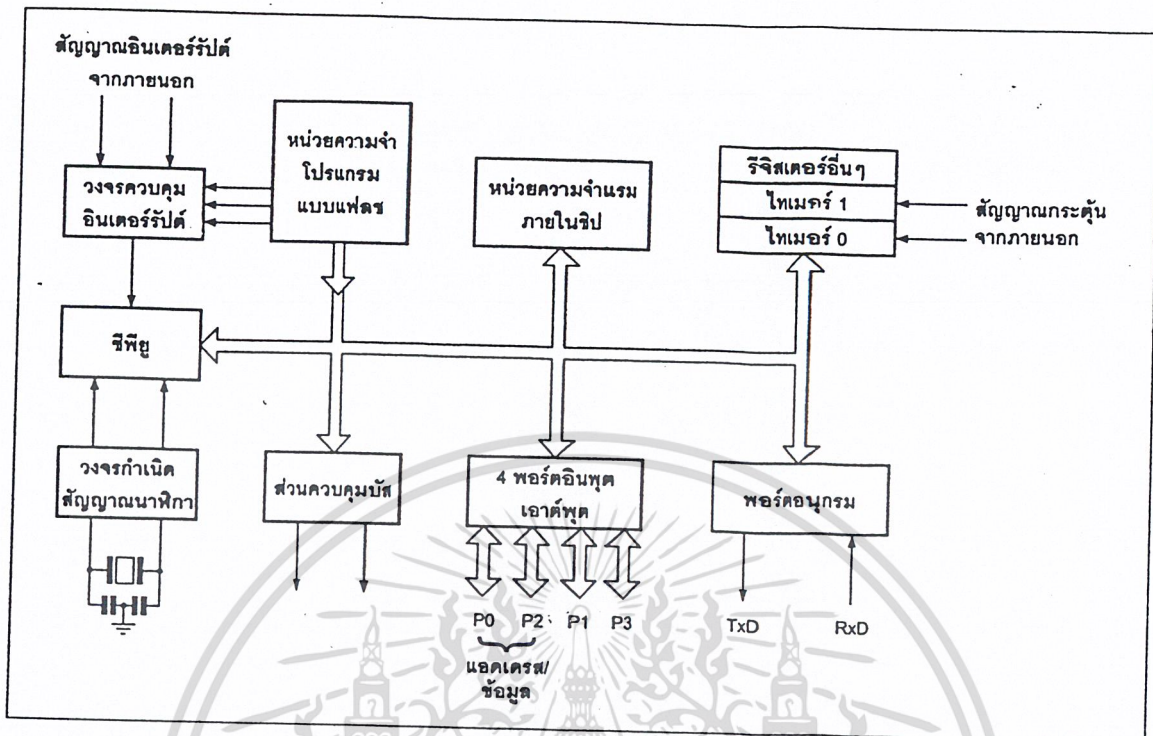 สัญญาณอินเตอร์รัปต์
จากภายนอก
วงจรควบคุม
อินเตอร์รัปต์
หน่วยความจำ
โปรแกรม
แบบแฟลช
หน่วยความจำแรม
ภายในชิป
รีจิสเตอร์อื่นๆ
ไทเมอร์ 1
ไทเมอร์ 0
สัญญาณกระตุ้น
จากภายนอก
ซีพียู
วงจรกำเนิด
สัญญาณนาฬิกา
ส่วนควบคุมบัส
4 พอร์ตอินพุต
เอาต์พุต
พอร์ตอนุกรม
P0 P2 P1 P3
แอดเดรส/
ข้อมูล
TxD RxD